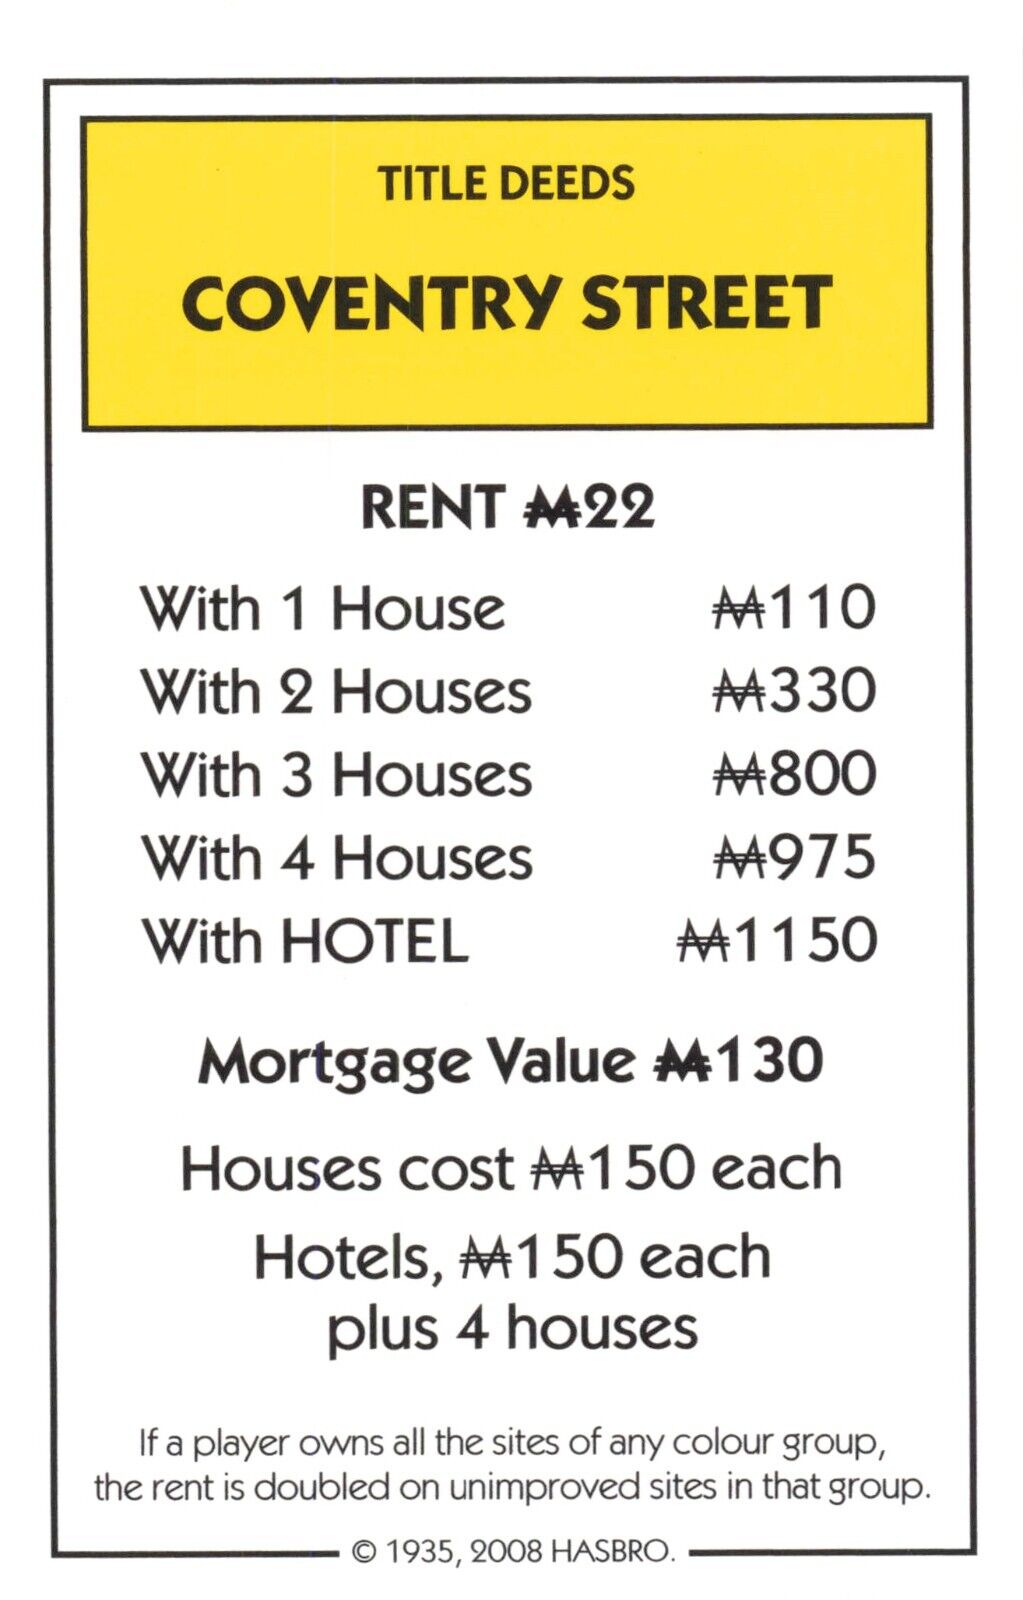 TITLE DEEDS
COVENTRY STREET
RENT ₩22
With 1 House ₩110
With 2 Houses ₩330
With 3 Houses ₩800
With 4 Houses ₩975
With HOTEL ₩1150
Mortgage Value ₩130
Houses cost ₩150 each
Hotels, ₩150 each
plus 4 houses
If a player owns all the sites of any colour group,
the rent is doubled on unimproved sites in that group.
© 1935, 2008 HASBRO.